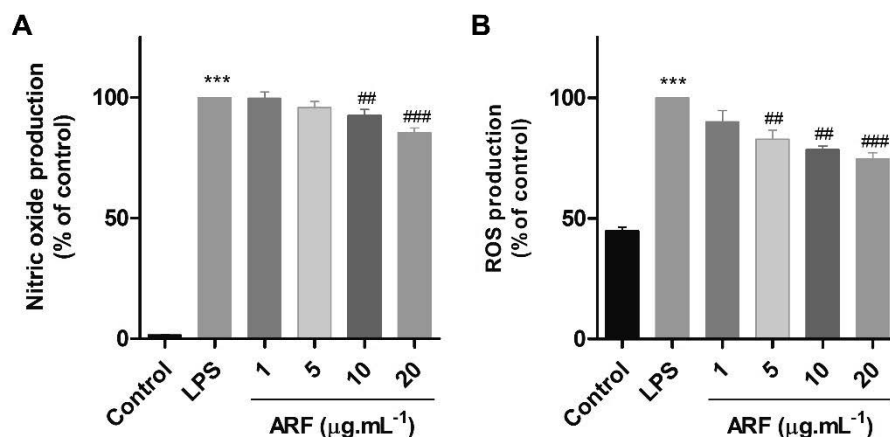 A
Nitric oxide production
(% of control)
100
50
0
***
##
###
Control
LPS
1
5
10
20
ARF (μg.mL⁻¹)
B
ROS production
(% of control)
100
50
0
***
##
##
###
Control
LPS
1
5
10
20
ARF (μg.mL⁻¹)